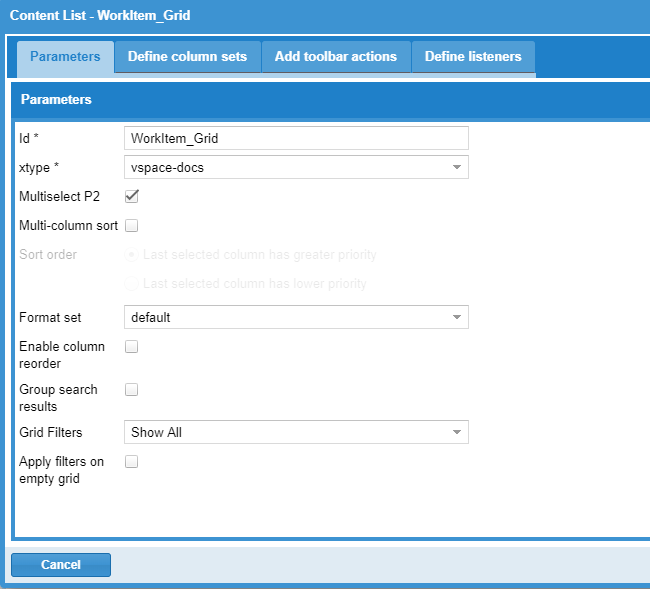 Content List - WorkItem_Grid
Parameters
Define column sets
Add toolbar actions
Define listeners
Parameters
Id *
WorkItem_Grid
xtype *
vspace-docs
Multiselect P2
Multi-column sort
Sort order
Last selected column has greater priority
Last selected column has lower priority
Format set
default
Enable column
reorder
Group search
results
Grid Filters
Show All
Apply filters on
empty grid
Cancel